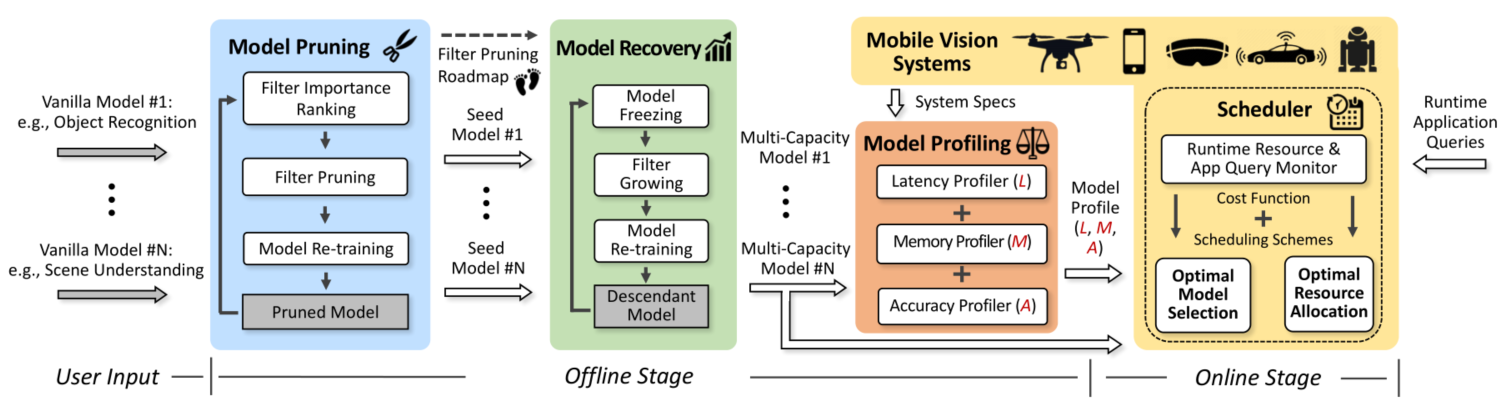 Vanilla Model #1:
e.g., Object Recognition
Vanilla Model #N:
e.g., Scene Understanding
Model Pruning
Filter Importance
Ranking
Filter Pruning
Model Re-training
Pruned Model
Filter Pruning
Roadmap
Seed
Model #1
Seed
Model #N
Model Recovery
Model
Freezing
Filter
Growing
Model
Re-training
Descendant
Model
Multi-Capacity
Model #1
Multi-Capacity
Model #N
Mobile Vision
Systems
System Specs
Model Profiling
Latency Profiler (L)
+
Memory Profiler (M)
+
Accuracy Profiler (A)
Model
Profile
(L, M,
A)
Scheduler
Runtime Resource &
App Query Monitor
Cost Function
+
Scheduling Schemes
Optimal
Model
Selection
Optimal
Resource
Allocation
Runtime
Application
Queries
User Input
Offline Stage
Online Stage